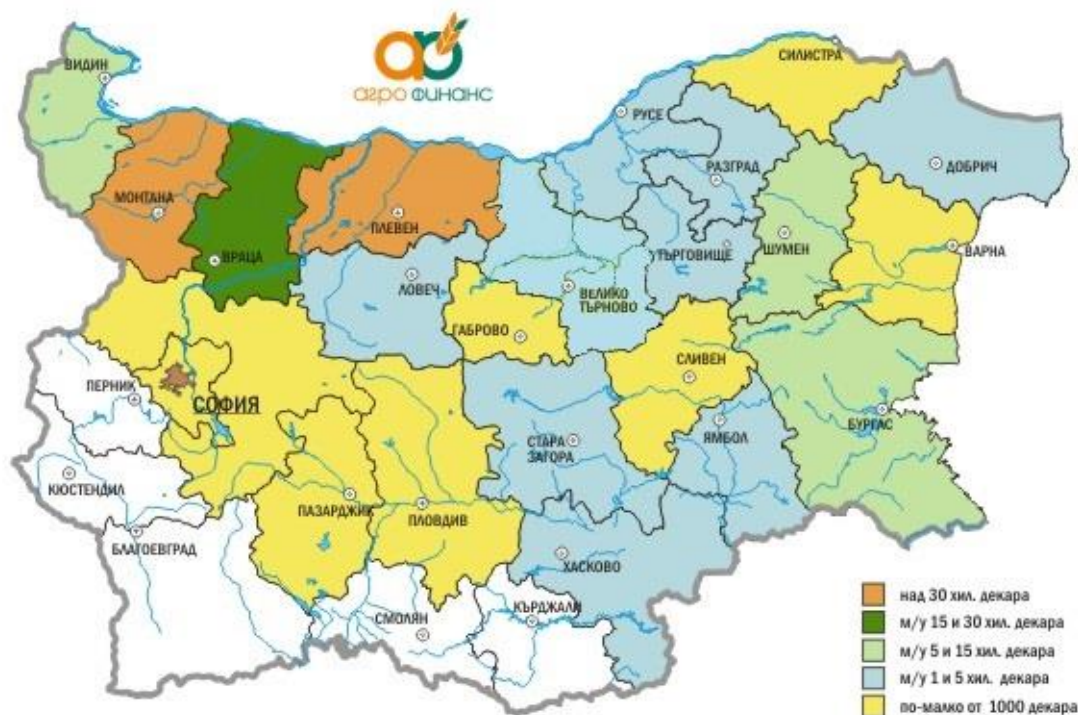 агро финанс
ВИДИН
МОНТАНА
ВРАЦА
ПЛЕВЕН
ЛОВЕЧ
ГАБРОВО
ВЕЛИКО
ТЪРНОВО
РУСЕ
РАЗГРАД
СИЛИСТРА
ДОБРИЧ
ТЪРГОВИЩЕ
ШУМЕН
ВАРНА
ПЕРНИК
СОФИЯ
КЮСТЕНДИЛ
БЛАГОЕВГРАД
ПАЗАРДЖИК
ПЛОВДИВ
СТАРА
ЗАГОРА
СЛИВЕН
ЯМБОЛ
БУРГАС
ХАСКОВО
СМОЛЯН
КЪРДЖАЛИ
над 30 хил. декара
м/у 15 и 30 хил. декара
м/у 5 и 15 хил. декара
м/у 1 и 5 хил. декара
по-малко от 1000 декара